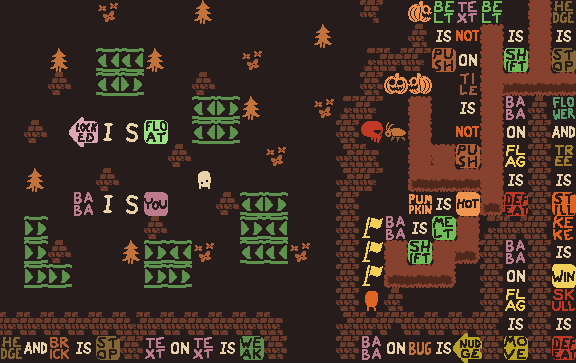 BELT TEXT BELT HEDGE
IS NOT IS IS
PUSH ON SHIFT STOP
TILE
IS BABA FLOWER
LOCKED IS FLOAT NOT ON AND
PUSH FLAG TREE
IS IS
BABA IS YOU PUMPKIN IS HOT DEFEAT STILL
BABA IS MELT KEKE
SHIFT BABA IS
ON WIN
FLAG SKULL
IS IS
HEDGE AND BRICK IS STOP TEXT ON TEXT IS WEAK BABA ON BUG IS NUDGE MOVE DEFEAT